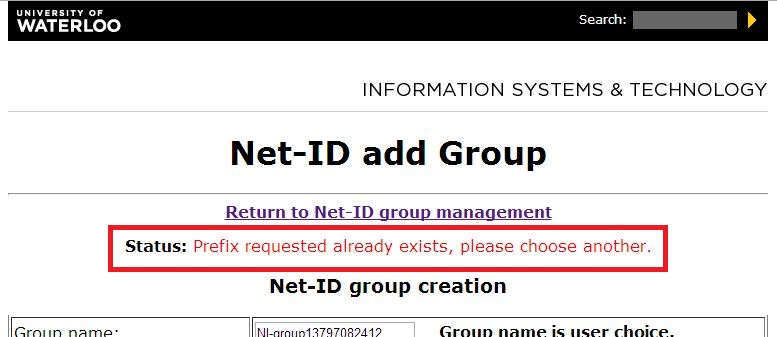 UNIVERSITY OF
WATERLOO
Search:
INFORMATION SYSTEMS & TECHNOLOGY
Net-ID add Group
Return to Net-ID group management
Status: Prefix requested already exists, please choose another.
Net-ID group creation
Group name: NI-group13797082412 Group name is user choice.